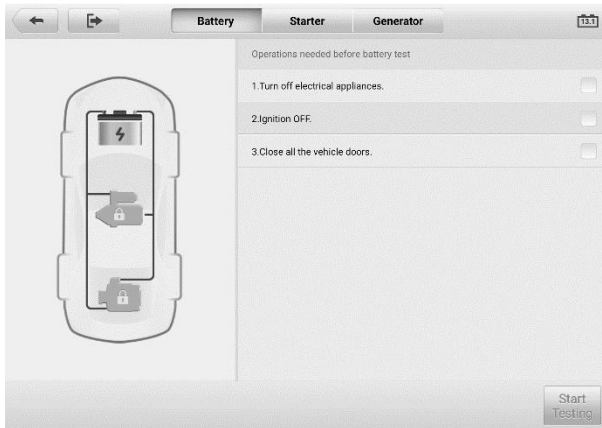 Battery Starter Generator
13.1
Operations needed before battery test
1.Turn off electrical appliances.
2.Ignition OFF.
3.Close all the vehicle doors.
Start
Testing